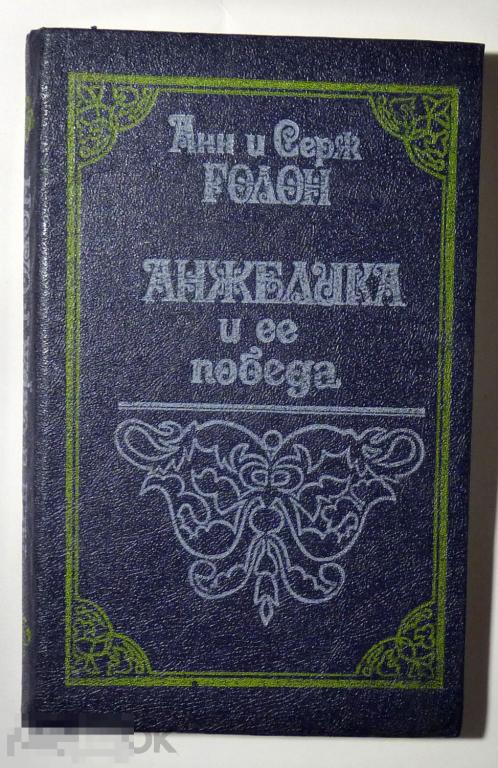 Анн и Серж
ГОЛОН
АНЖЕЛИКА
и ее
победа